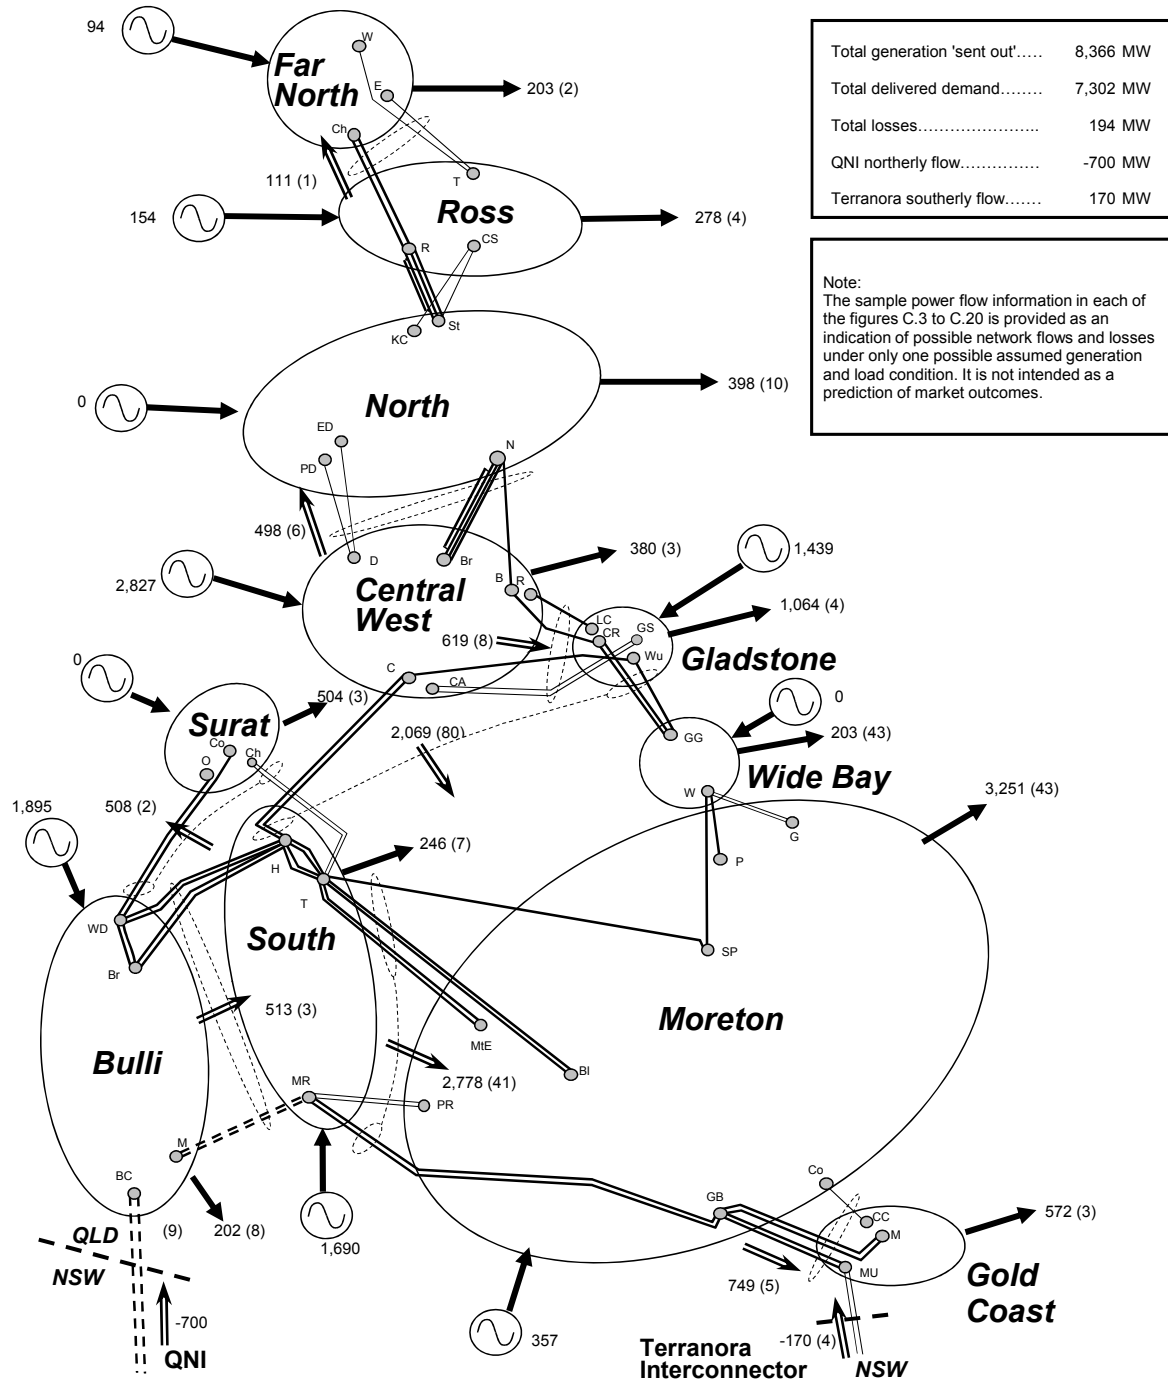 94
W
Far
North
E
203 (2)
Ch
111 (1)
T
154
Ross
278 (4)
R
CS
St
KC
Total generation 'sent out'..... 8,366 MW
Total delivered demand........ 7,302 MW
Total losses...................... 194 MW
QNI northerly flow............... -700 MW
Terranora southerly flow....... 170 MW
Note:
The sample power flow information in each of
the figures C.3 to C.20 is provided as an
indication of possible network flows and losses
under only one possible assumed generation
and load condition. It is not intended as a
prediction of market outcomes.
0
North
398 (10)
ED
PD
N
498 (6)
D
Br
380 (3)
1,439
2,827
Central
West
B
R
1,064 (4)
LC
CR
GS
Wu
619 (8)
Gladstone
C
CA
0
Surat
504 (3)
Co
Ch
O
2,069 (80)
0
GG
203 (43)
Wide Bay
W
G
P
3,251 (43)
1,895
508 (2)
246 (7)
H
T
WD
Br
South
SP
513 (3)
Moreton
MtE
Bulli
BI
2,778 (41)
MR
PR
M
BC
QLD
(9)
202 (8)
NSW
1,690
-700
QNI
Co
GB
CC
M
MU
572 (3)
749 (5)
Gold
Coast
357
Terranora
Interconnector
-170 (4)
NSW